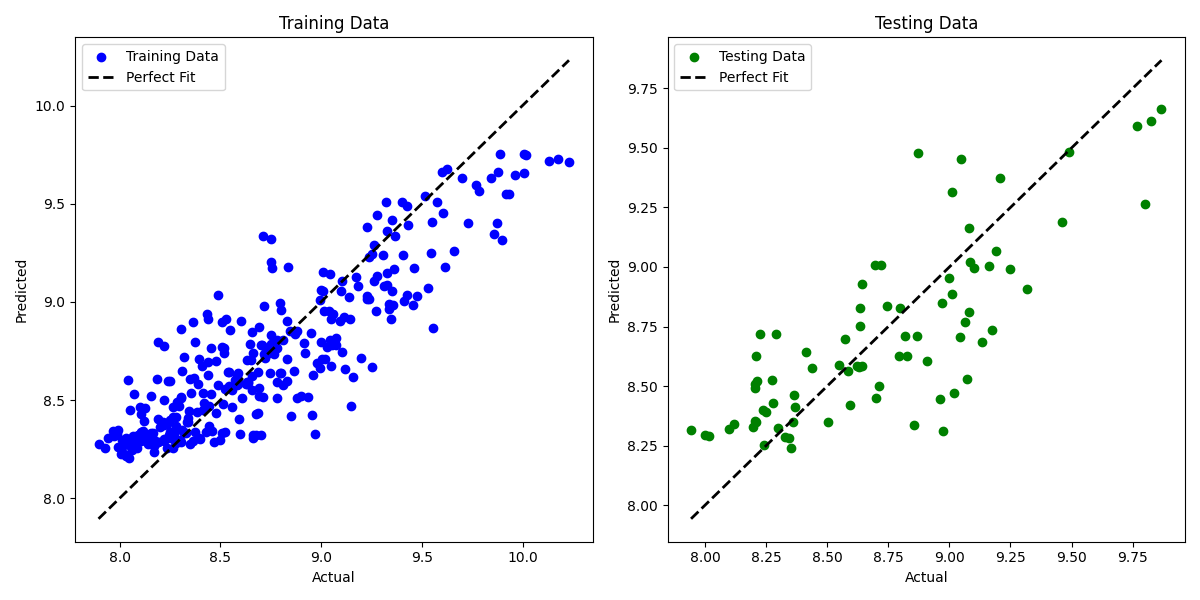 Training Data
Training Data
Perfect Fit
10.0
9.5
9.0
8.5
8.0
Predicted
8.0 8.5 9.0 9.5 10.0
Actual
Testing Data
Testing Data
Perfect Fit
9.75
9.50
9.25
9.00
8.75
8.50
8.25
8.00
Predicted
8.00 8.25 8.50 8.75 9.00 9.25 9.50 9.75
Actual